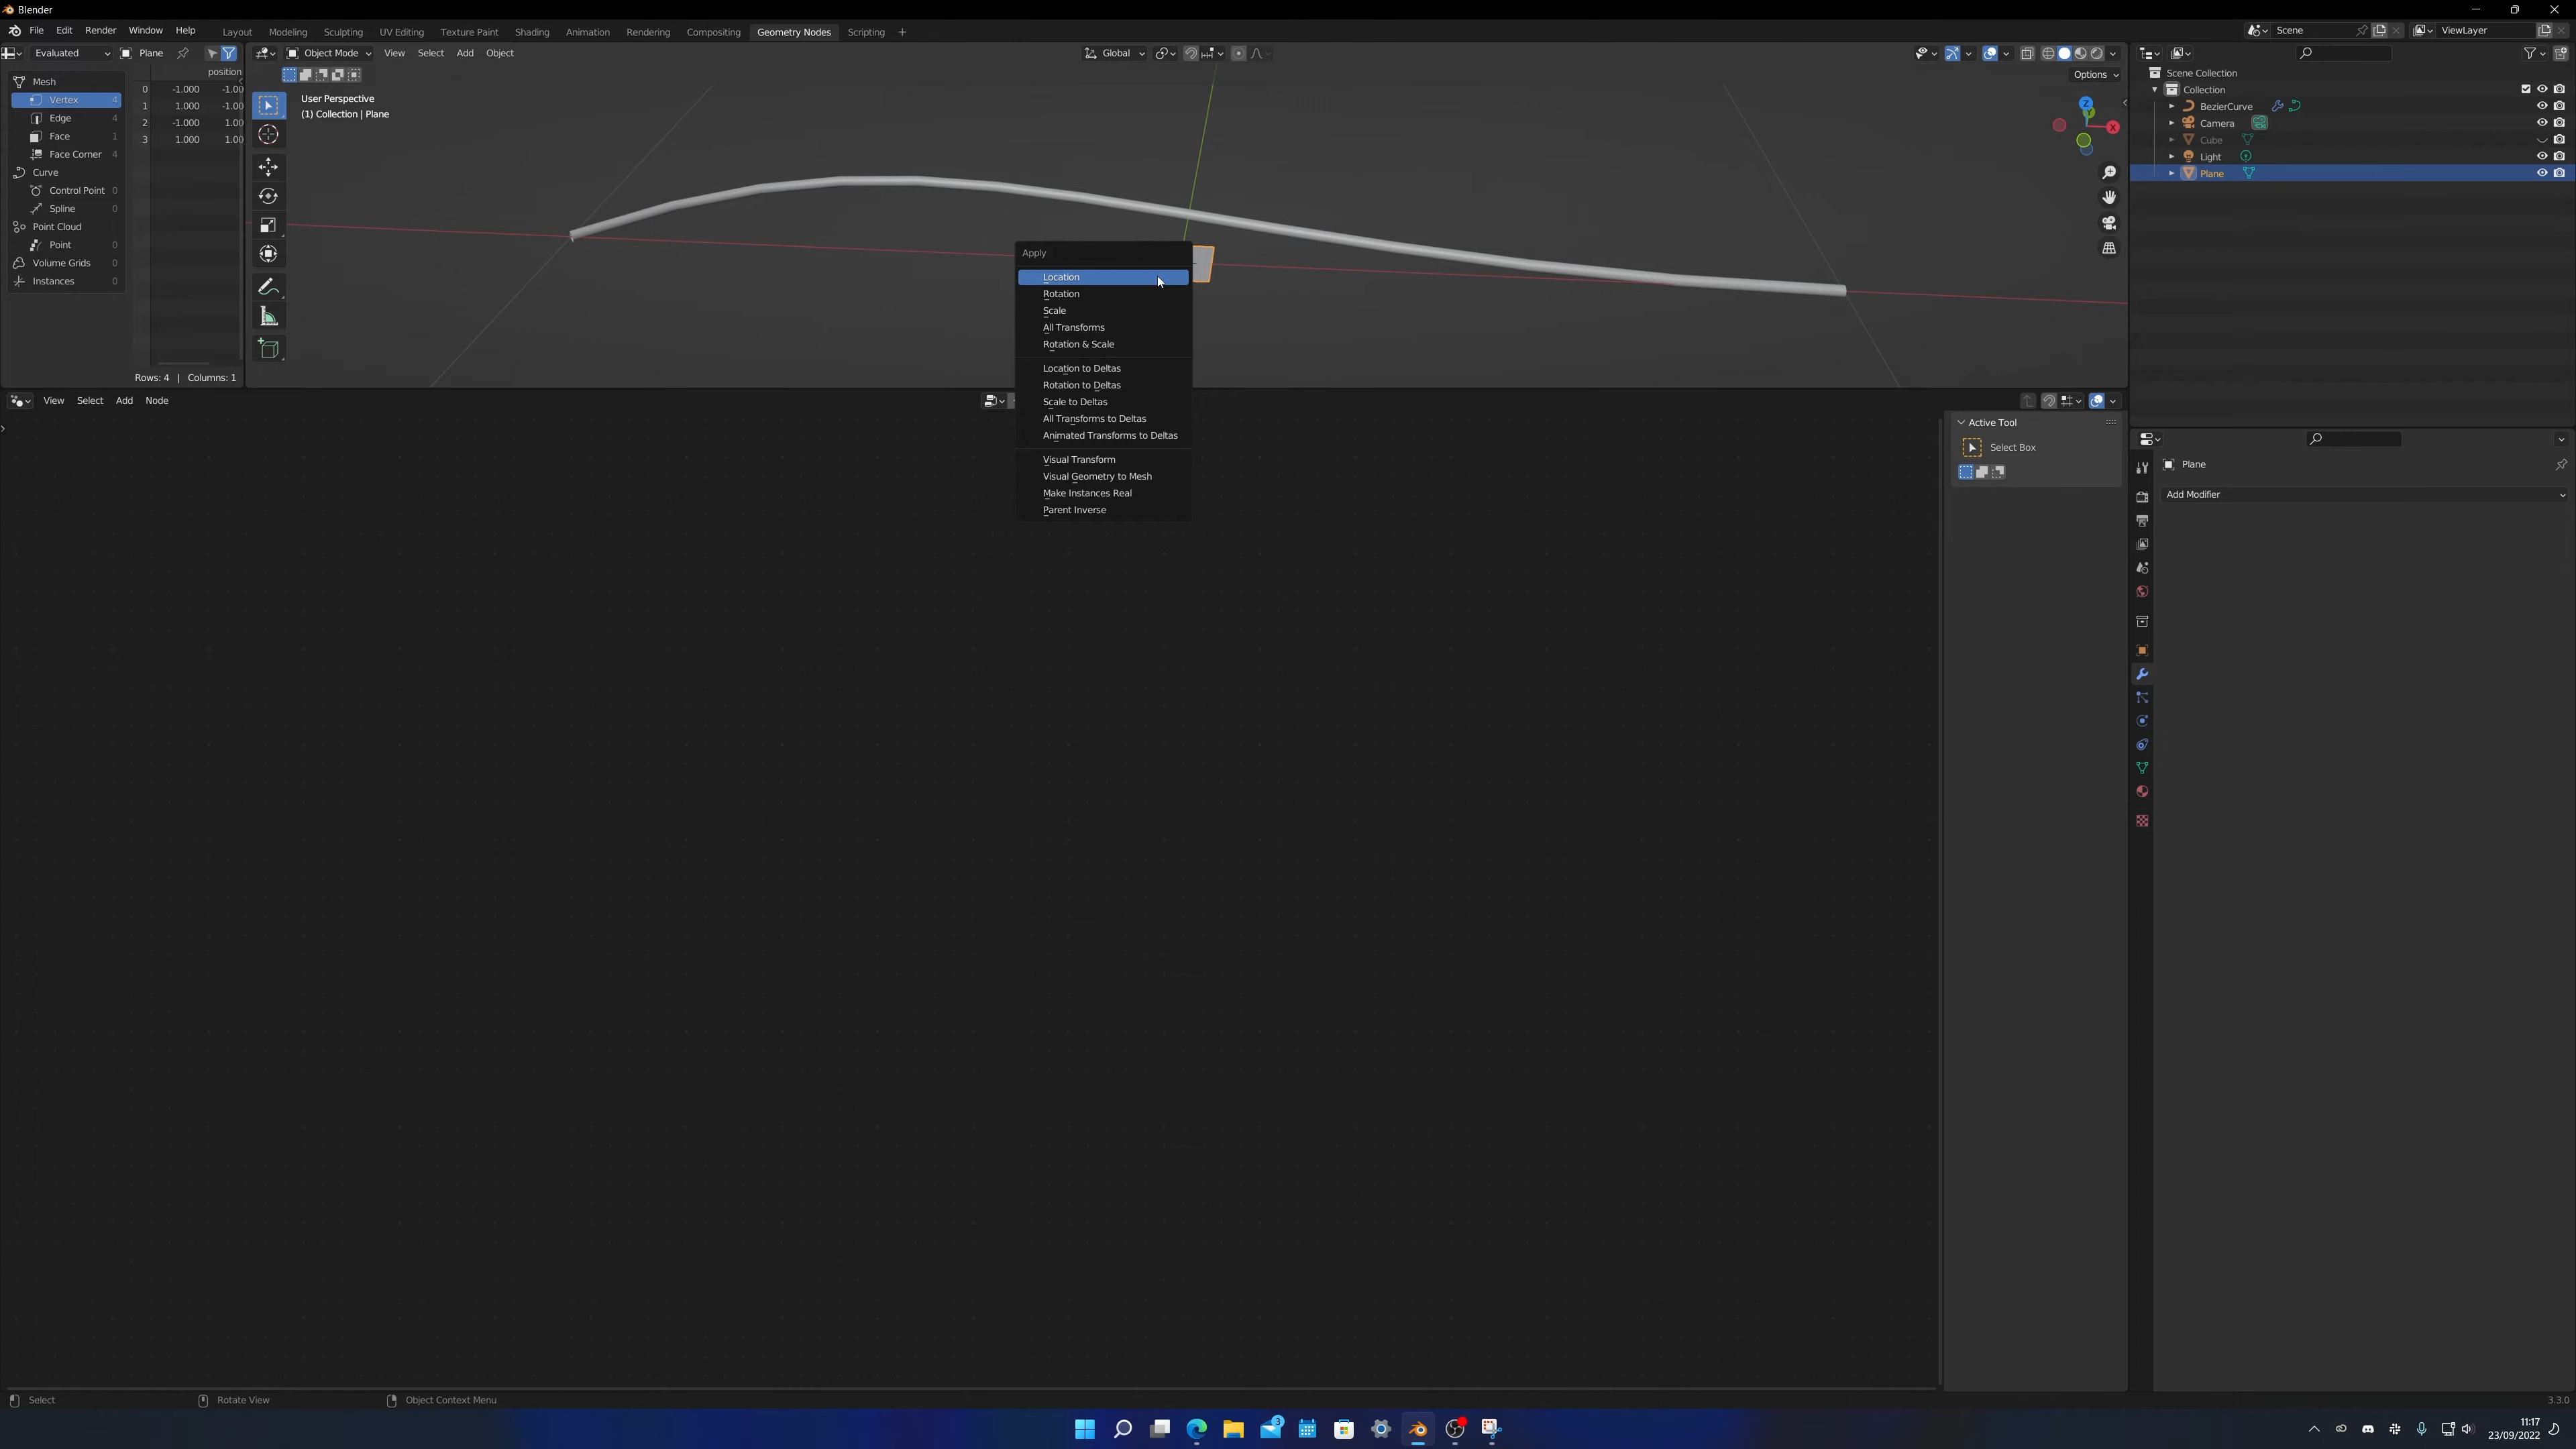 Blender
File Edit Render Window Help
Layout Modeling Sculpting UV Editing Texture Paint Shading Animation Rendering Compositing Geometry Nodes Scripting +
Scene
ViewLayer
Evaluated Plane
Object Mode View Select Add Object
Global
Options
position
Mesh
Vertex 4
Edge 4
Face 1
Face Corner 4
Curve
Control Point 0
Spline 0
Point Cloud
Point 0
Volume Grids 0
Instances 0
0 -1.000 -1.00
1 1.000 -1.00
2 -1.000 1.00
3 1.000 1.00
Rows: 4 | Columns: 1
User Perspective
(1) Collection | Plane
Z
Y
X
Apply
Location
Rotation
Scale
All Transforms
Rotation & Scale
Location to Deltas
Rotation to Deltas
Scale to Deltas
All Transforms to Deltas
Animated Transforms to Deltas
Visual Transform
Visual Geometry to Mesh
Make Instances Real
Parent Inverse
Scene Collection
Collection
BezierCurve
Camera
Cube
Light
Plane
View Select Add Node
Active Tool
Select Box
Plane
Add Modifier
Select
Rotate View
Object Context Menu
3.3.0
3
11:17
23/09/2022